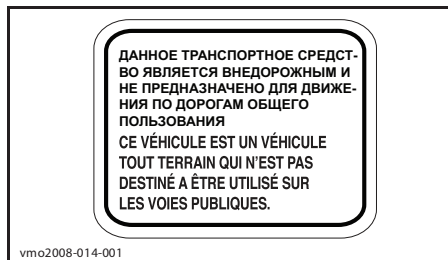 ДАННОЕ ТРАНСПОРТНОЕ СРЕДСТ-
ВО ЯВЛЯЕТСЯ ВНЕДОРОЖНЫМ И
НЕ ПРЕДНАЗНАЧЕНО ДЛЯ ДВИЖЕ-
НИЯ ПО ДОРОГАМ ОБЩЕГО
ПОЛЬЗОВАНИЯ
CE VÉHICULE EST UN VÉHICULE
TOUT TERRAIN QUI N'EST PAS
DESTINÉ A ÊTRE UTILISÉ SUR
LES VOIES PUBLIQUES.
vmo2008-014-001